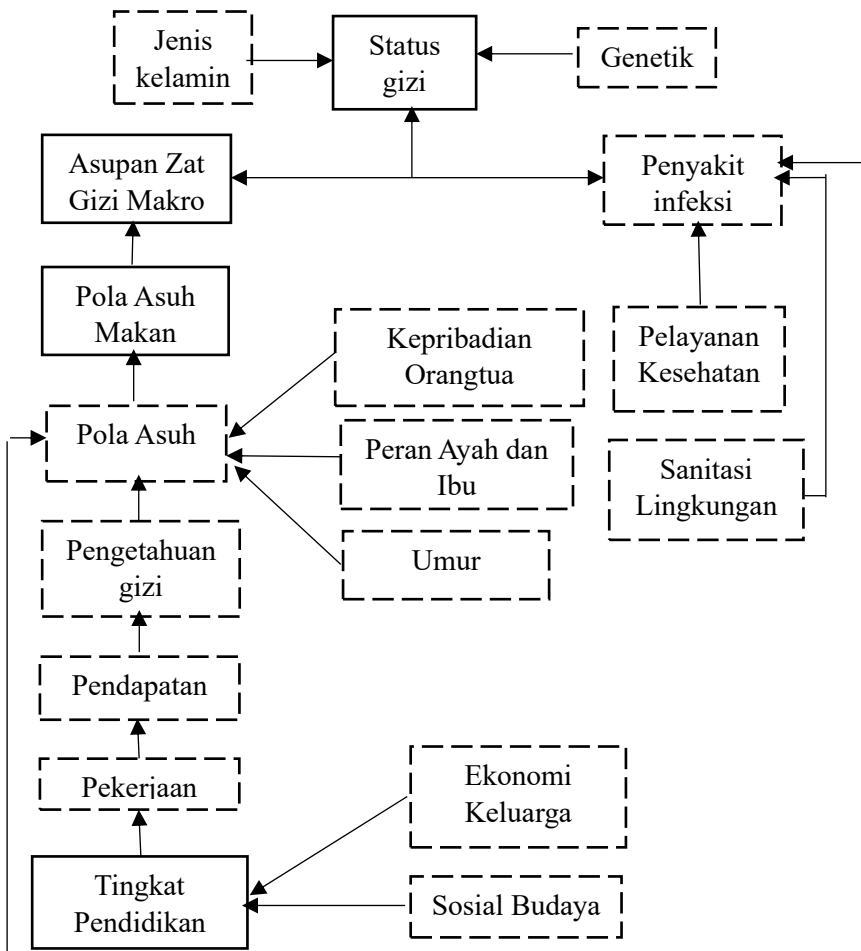 Jenis
kelamin
Status
gizi
Genetik
Asupan Zat
Gizi Makro
Penyakit
infeksi
Pola Asuh
Makan
Kepribadian
Orangtua
Pelayanan
Kesehatan
Pola Asuh
Peran Ayah dan
Ibu
Sanitasi
Lingkungan
Pengetahuan
gizi
Umur
Pendapatan
Pekerjaan
Ekonomi
Keluarga
Tingkat
Pendidikan
Sosial Budaya